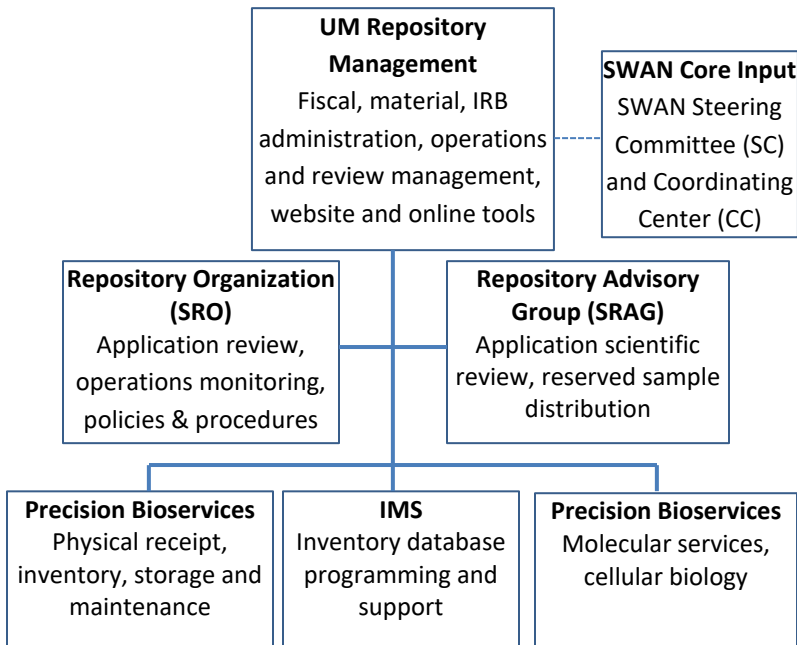 UM Repository
Management
Fiscal, material, IRB
administration, operations
and review management,
website and online tools
SWAN Core Input
SWAN Steering
Committee (SC)
and Coordinating
Center (CC)
Repository Organization
(SRO)
Application review,
operations monitoring,
policies & procedures
Repository Advisory
Group (SRAG)
Application scientific
review, reserved sample
distribution
Precision Bioservices
Physical receipt,
inventory, storage and
maintenance
IMS
Inventory database
programming and
support
Precision Bioservices
Molecular services,
cellular biology